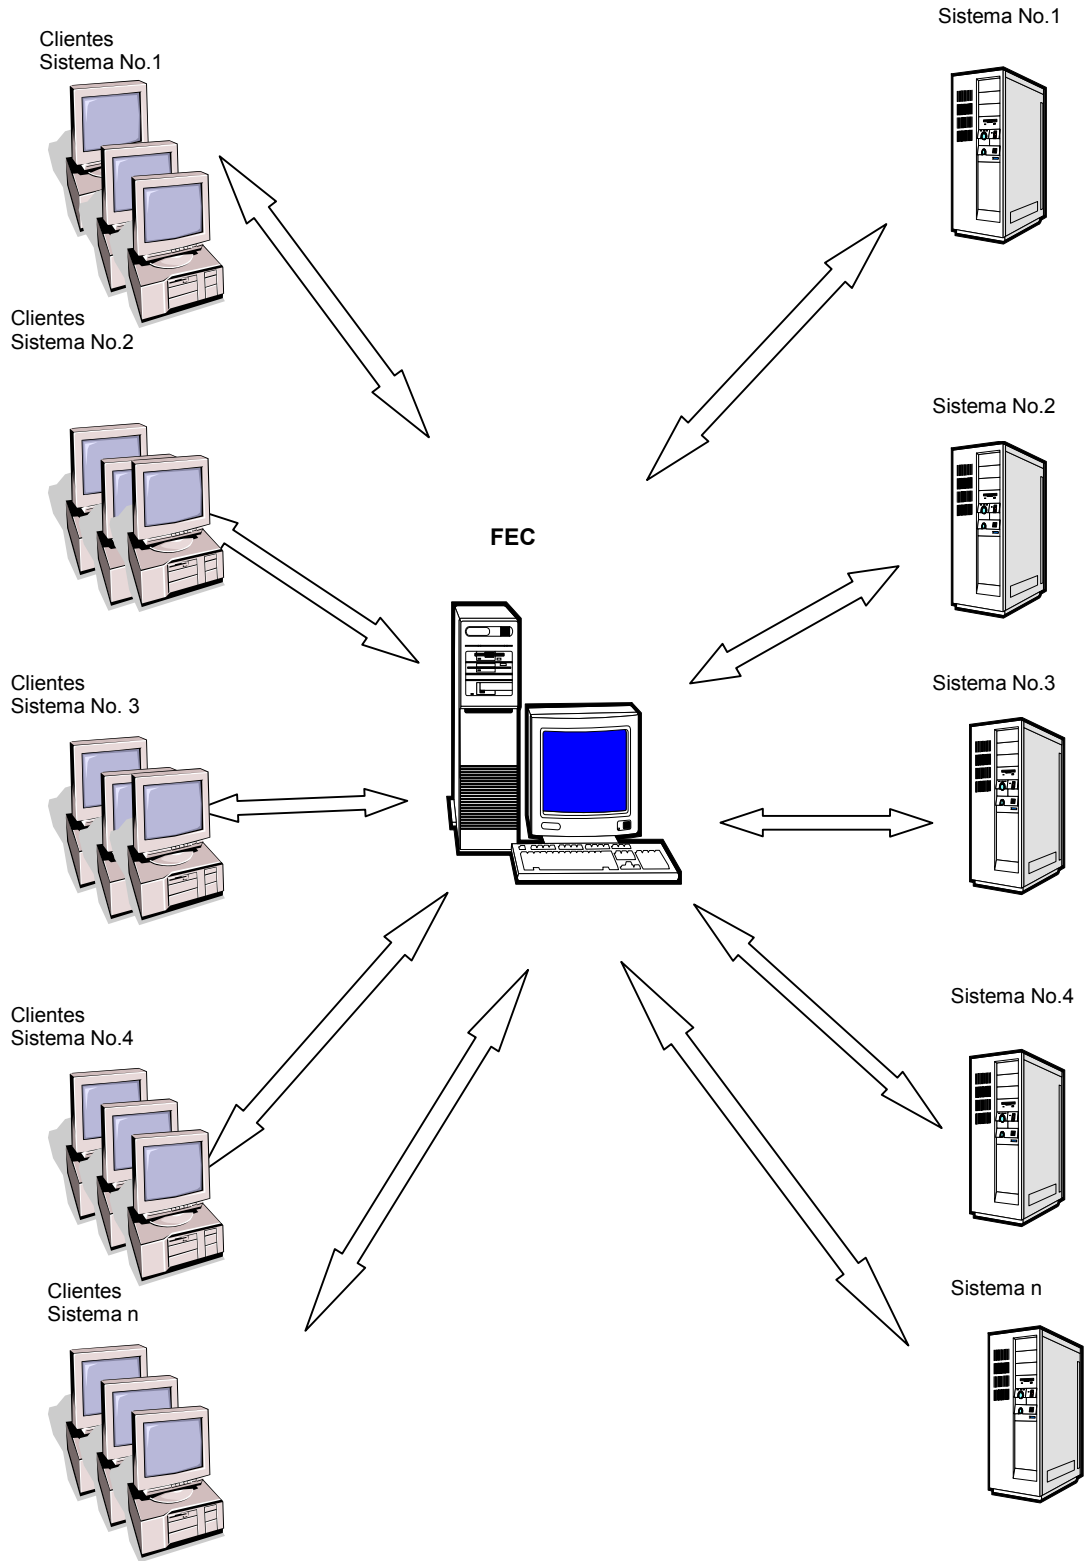 Sistema No.1
Clientes
Sistema No.1
Clientes
Sistema No.2
Sistema No.2
FEC
Clientes
Sistema No. 3
Sistema No.3
Clientes
Sistema No.4
Sistema No.4
Clientes
Sistema n
Sistema n